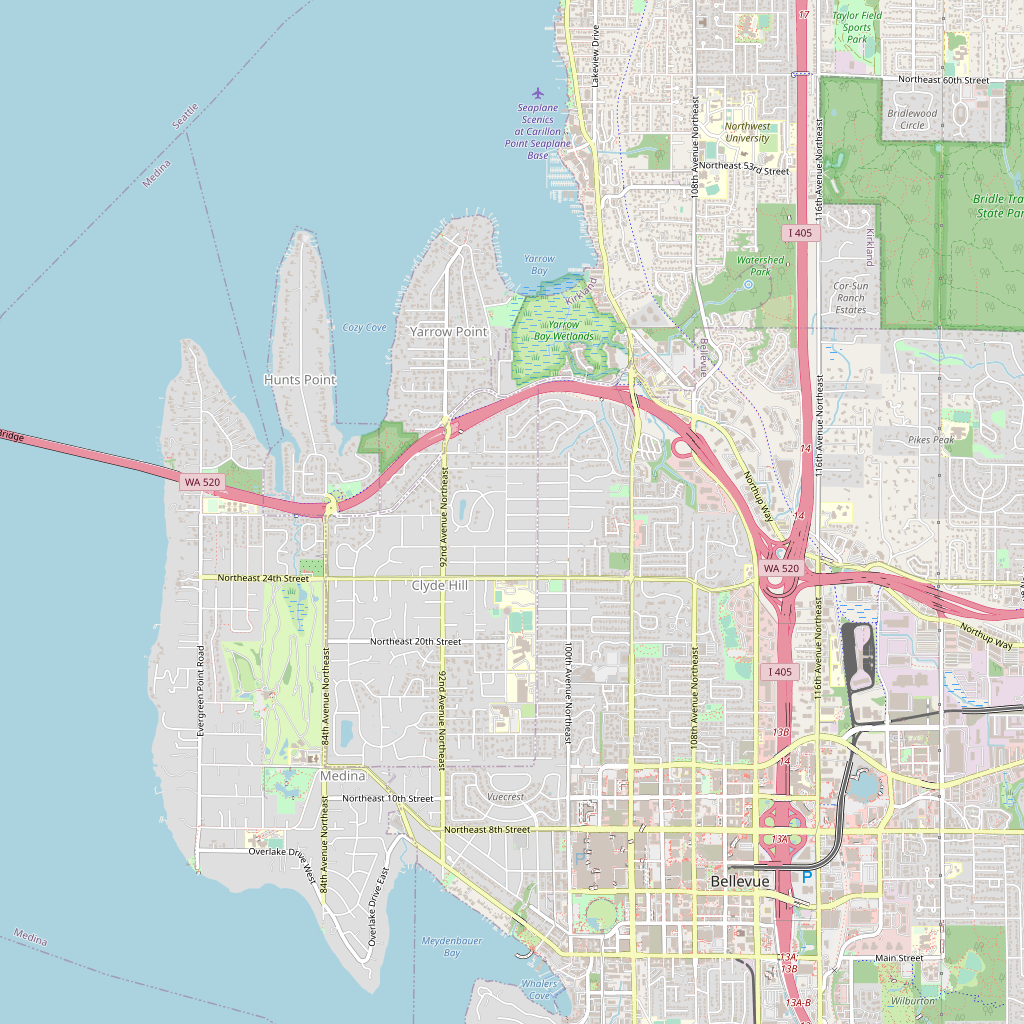 17
Taylor Field
Sports
Park
Lakeview Drive
Northeast 60th Street
Seattle
Medina
Seaplane
Scenics
at Carillon
Point Seaplane
Base
Bridlewood
Circle
Northwest
University
108th Avenue Northeast
116th Avenue Northeast
Northeast 53rd Street
Bridle Tra
State Par
I 405
Kirkland
Yarrow
Bay
Watershed
Park
Kirkland
Cor-Sun
Ranch
Estates
Cozy Cove
Yarrow Point
Yarrow
Bay Wetlands
Bellevue
Hunts Point
116th Avenue Northeast
Bridge
14
Pikes Peak
WA 520
92nd Avenue Northeast
Northup Way
14
WA 520
Northeast 24th Street
Clyde Hill
116th Avenue Northeast
Northup Way
Northeast 20th Street
Evergreen Point Road
84th Avenue Northeast
92nd Avenue Northeast
100th Avenue Northeast
108th Avenue Northeast
I 405
13B
14
Medina
Northeast 10th Street
Vuecrest
84th Avenue Northeast
Northeast 8th Street
13A
Overlake Drive West
Overlake Drive East
P
P
Bellevue
Medina
Meydenbauer
Bay
13A;
13B
Main Street
Whalers
Cove
Wilburton
13A-B